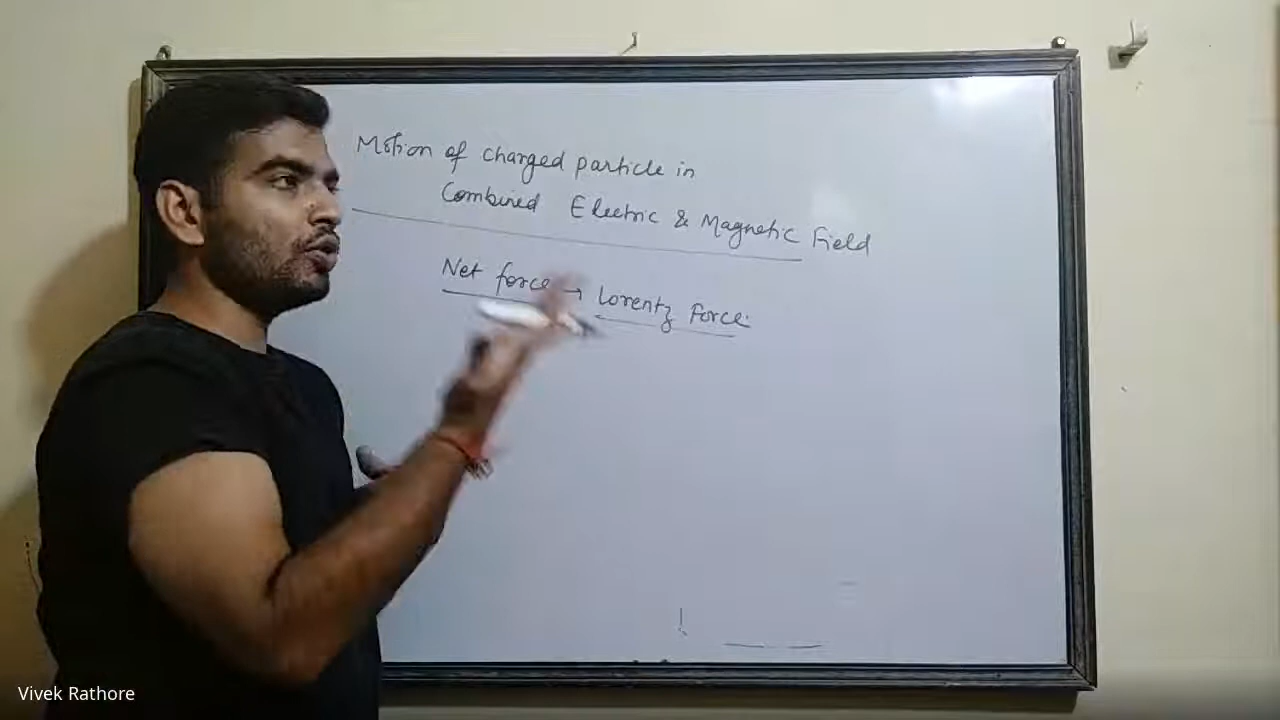 Motion of charged particle in
Combined Electric & Magnetic Field
Net force → Lorentz Force
Vivek Rathore